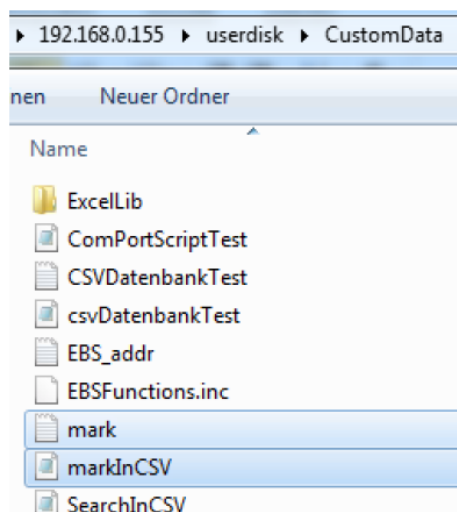 192.168.0.155 userdisk CustomData
nen Neuer Ordner
Name
ExcelLib
ComPortScriptTest
CSVDatenbankTest
csvDatenbankTest
EBS_addr
EBSFunctions.inc
mark
markInCSV
SearchInCSV